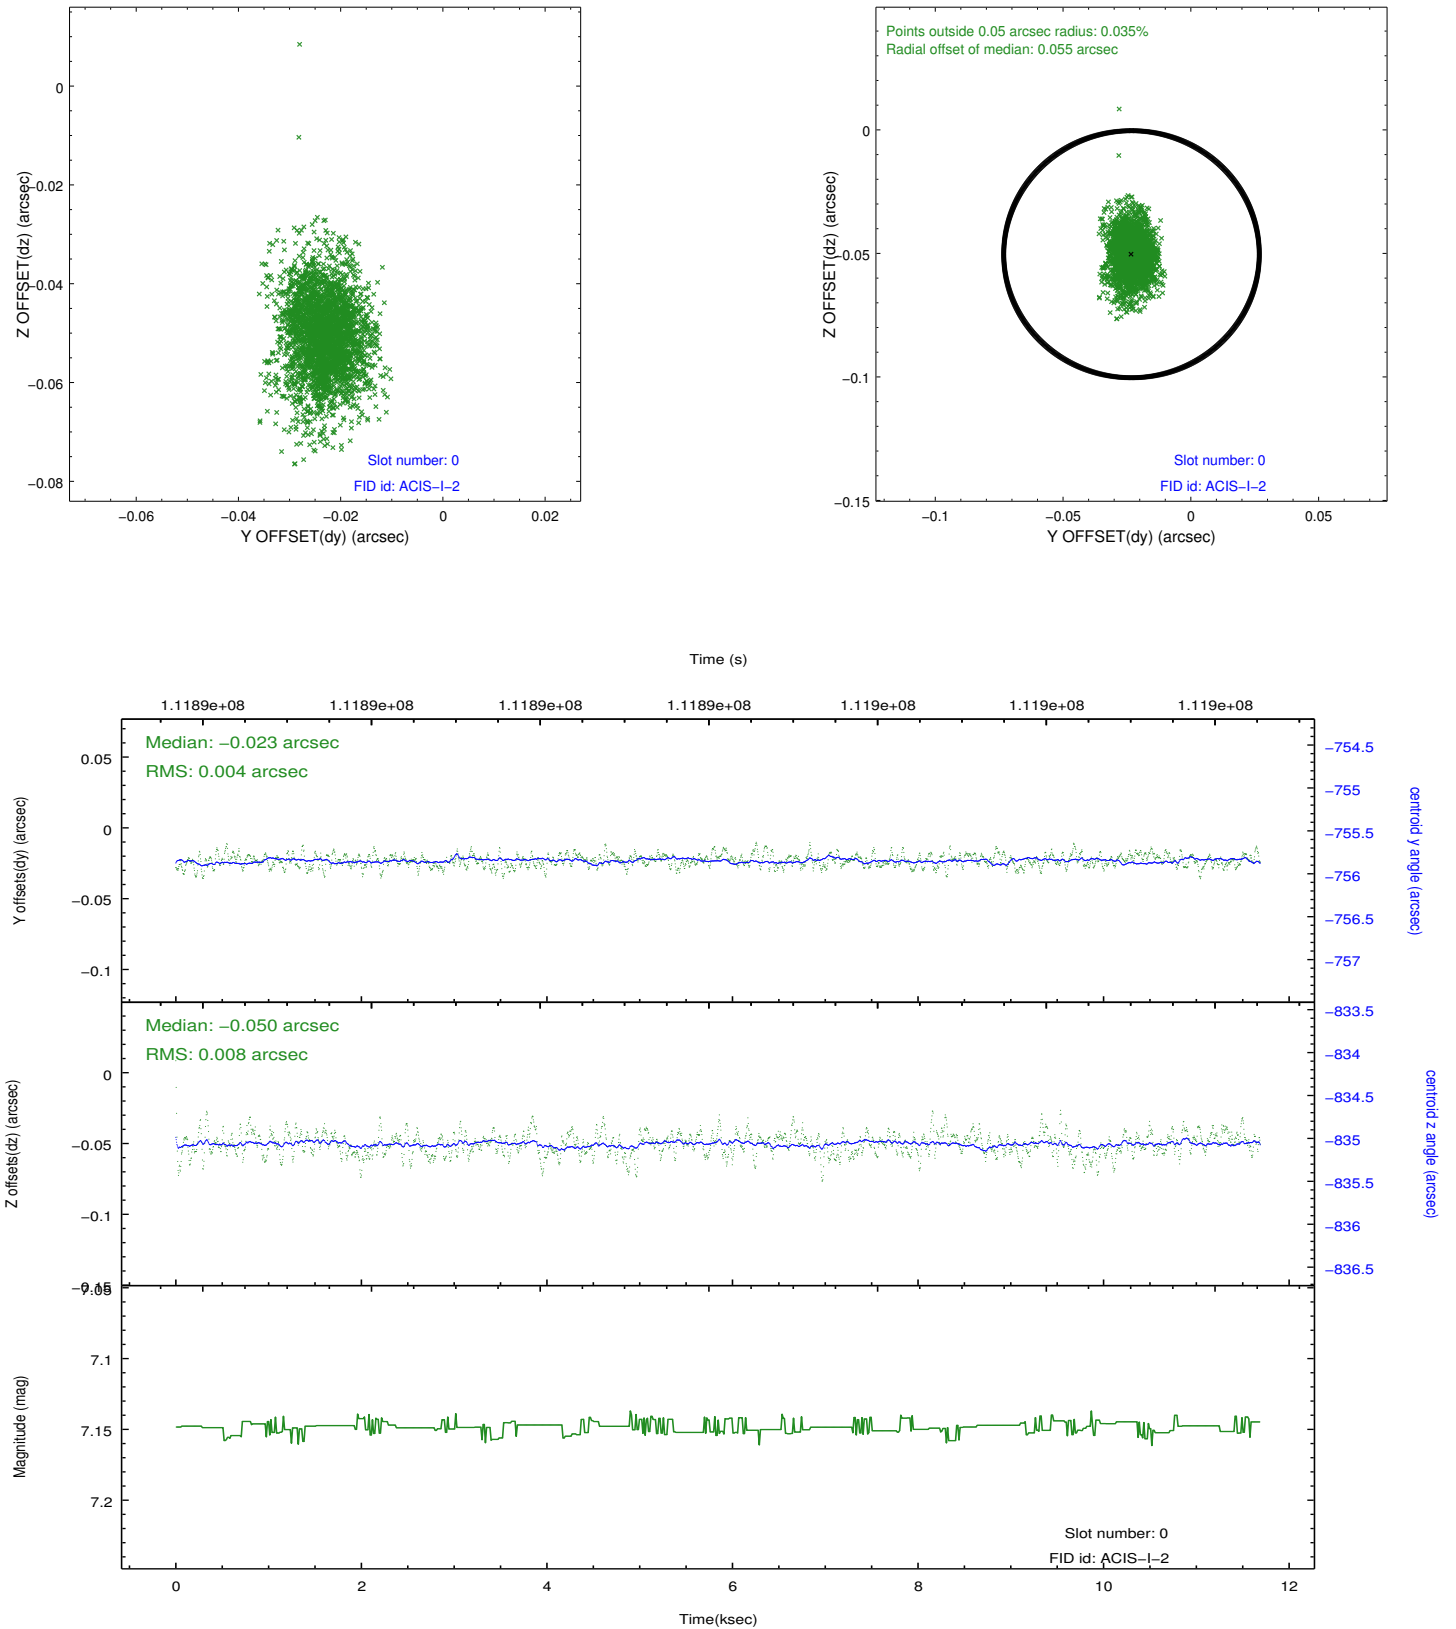 0
−0.02
−0.04
−0.06
−0.08
Z OFFSET(dz) (arcsec)
Slot number: 0
FID id: ACIS−I−2
−0.06 −0.04 −0.02 0 0.02
Y OFFSET(dy) (arcsec)
Points outside 0.05 arcsec radius: 0.035%
Radial offset of median: 0.055 arcsec
0
−0.05
−0.1
−0.15
Z OFFSET(dz) (arcsec)
Slot number: 0
FID id: ACIS−I−2
−0.1 −0.05 0 0.05
Y OFFSET(dy) (arcsec)
Time (s)
1.1189e+08 1.1189e+08 1.1189e+08 1.1189e+08 1.119e+08 1.119e+08 1.119e+08
Median: −0.023 arcsec
RMS: 0.004 arcsec
0.05
0
−0.05
−0.1
Y offsets(dy) (arcsec)
−754.5
−755
−755.5
−756
−756.5
−757
centroid y angle (arcsec)
Median: −0.050 arcsec
RMS: 0.008 arcsec
0
−0.05
−0.1
−0.15
Z offsets(dz) (arcsec)
−833.5
−834
−834.5
−835
−835.5
−836
−836.5
centroid z angle (arcsec)
7.05
7.1
7.15
7.2
Magnitude (mag)
Slot number: 0
FID id: ACIS−I−2
0 2 4 6 8 10 12
Time(ksec)